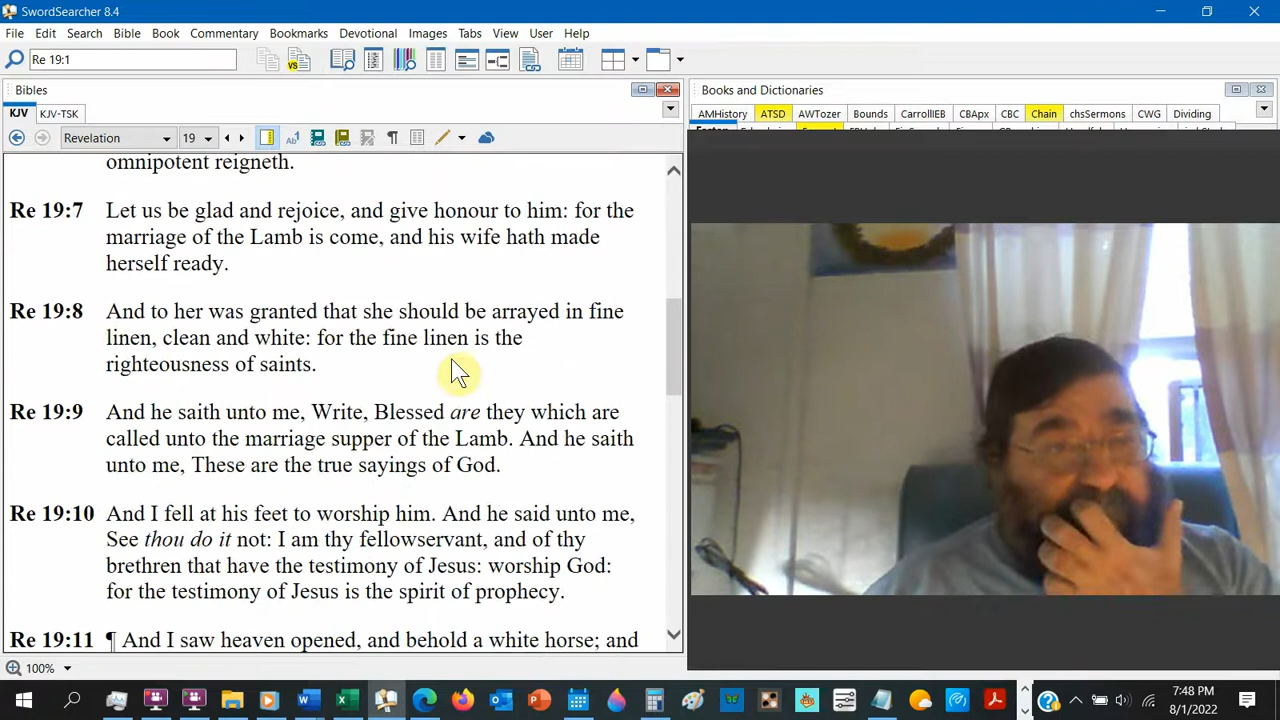 SwordSearcher 8.4
File Edit Search Bible Book Commentary Bookmarks Devotional Images Tabs View User Help
Re 19:1
Bibles
KJV KJV-TSK
Revelation 19
omnipotent reigneth.
Re 19:7 Let us be glad and rejoice, and give honour to him: for the
marriage of the Lamb is come, and his wife hath made
herself ready.
Re 19:8 And to her was granted that she should be arrayed in fine
linen, clean and white: for the fine linen is the
righteousness of saints.
Re 19:9 And he saith unto me, Write, Blessed are they which are
called unto the marriage supper of the Lamb. And he saith
unto me, These are the true sayings of God.
Re 19:10 And I fell at his feet to worship him. And he said unto me,
See thou do it not: I am thy fellowservant, and of thy
brethren that have the testimony of Jesus: worship God:
for the testimony of Jesus is the spirit of prophecy.
Re 19:11 ¶ And I saw heaven opened, and behold a white horse; and
100%
Books and Dictionaries
AMHistory ATSD AWTozer Bounds CarrollIEB CBApx CBC Chain chsSermons CWG Dividing
7:48 PM
8/1/2022